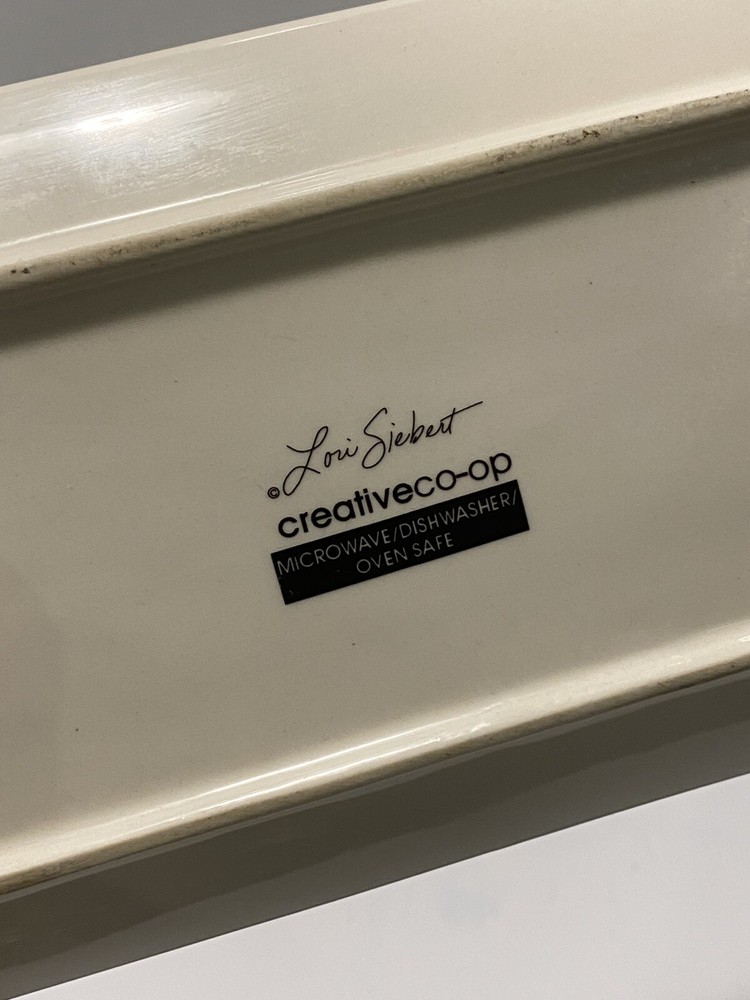 Lori Siebert
© creativeco-op
MICROWAVE/DISHWASHER/
OVEN SAFE